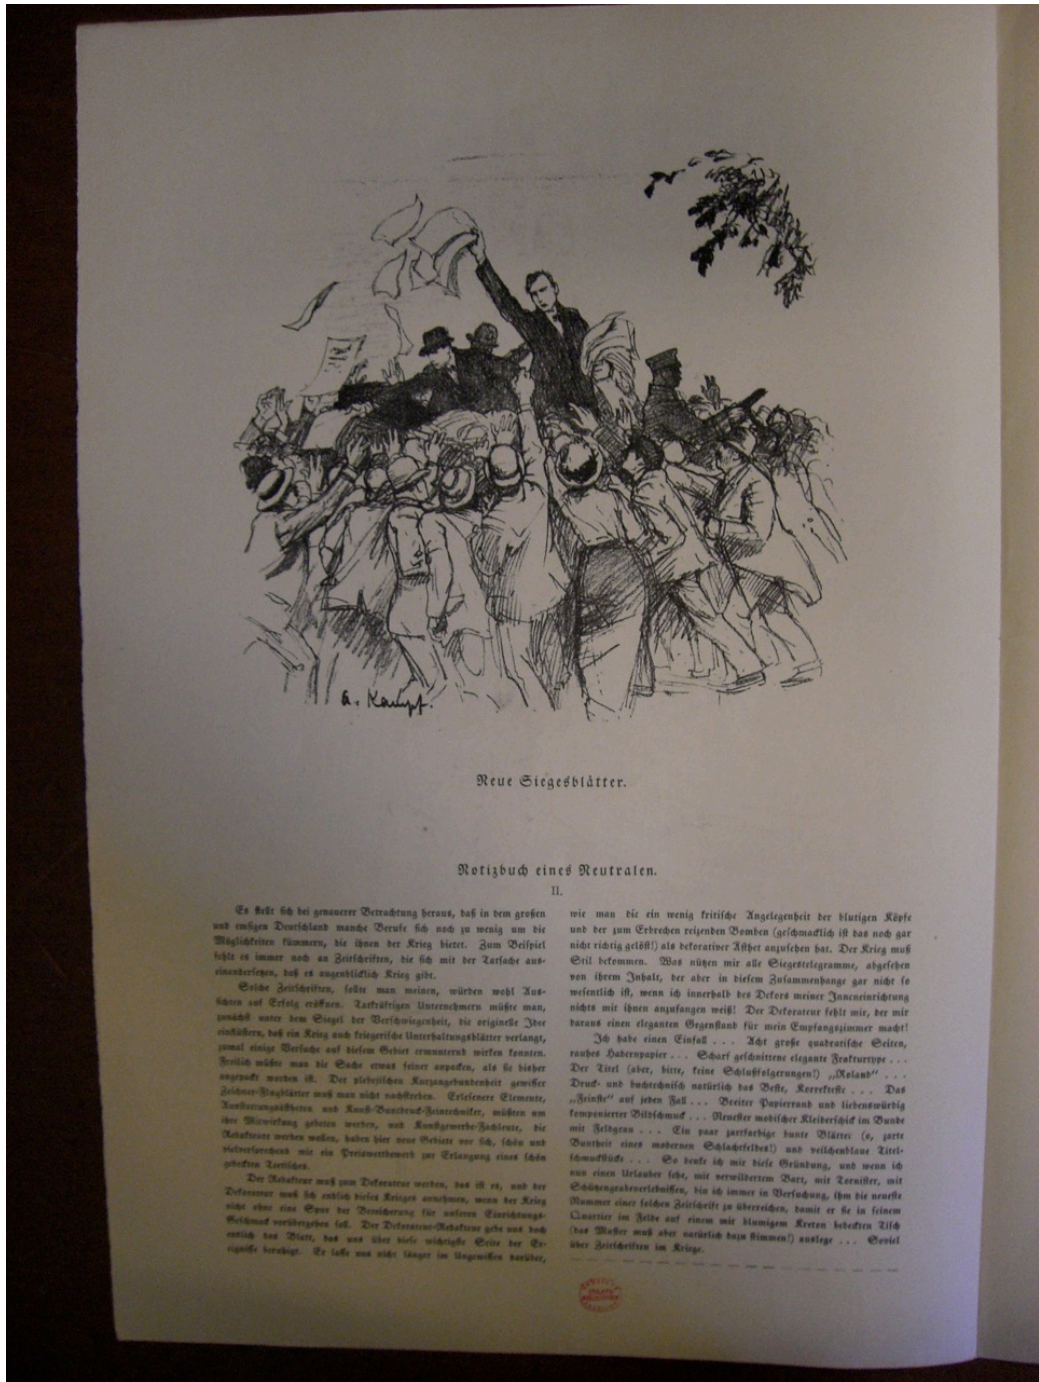 A. Kampf.
Neue Siegesblätter.
Notizbuch eines Neutralen.
II.
Es stellt sich bei genauerer Betrachtung heraus, daß in dem großen
und emsigen Deutschland manche Berufe sich noch zu wenig um die
Möglichkeiten kümmern, die ihnen der Krieg bietet. Zum Beispiel
fehlt es immer noch an Zeitschriften, die sich mit der Tatsache aus-
einandersetzen, daß es augenblicklich Krieg gibt.
Solche Zeitschriften, sollte man meinen, würden wohl Aus-
sichten auf Erfolg eröffnen. Tatkräftigen Unternehmern müßte man,
zunächst unter dem Siegel der Verschwiegenheit, die originelle Idee
einflüstern, daß ein Krieg auch kriegerische Unterhaltungsblätter verlangt,
zumal einige Versuche auf diesem Gebiet ermunternd wirken konnten.
Freilich müßte man die Sache etwas feiner anpacken, als sie bisher
angepackt worden ist. Der plebejischen Kurzangebundenheit gewisser
Zeichner-Flugblätter muß man nicht nachstreben. Erlesenere Elemente,
Ausstattungsästheten und Kunst-Buntdruck-Feintechniker, müßten um
ihre Mitwirkung gebeten werden, und Kunstgewerbe-Fachleute, die
Redakteure werden wollen, haben hier neue Gebiete vor sich, schön und
vielversprechend wie ein Preiswettbewerb zur Erlangung eines schön
gedeckten Teetisches.
Der Redakteur muß zum Dekorateur werden, das ist es, und der
Dekorateur muß sich endlich dieses Krieges annehmen, wenn der Krieg
nicht ohne eine Spur der Bereicherung für unseren Einrichtungs-
Geschmack vorübergehen soll. Der Dekorateur-Redakteur gebe uns doch
endlich das Blatt, das uns über diese wichtigste Seite der Er-
eignisse beruhigt. Er lasse uns nicht länger im Ungewissen darüber,
wie man die ein wenig kritische Angelegenheit der blutigen Köpfe
und der zum Erbrechen reizenden Bomben (geschmacklich ist das noch gar
nicht richtig gelöst!) als dekorativer Ästhet anzusehen hat. Der Krieg muß
Stil bekommen. Was nützen mir alle Siegestelegramme, abgesehen
von ihrem Inhalt, der aber in diesem Zusammenhange gar nicht so
wesentlich ist, wenn ich innerhalb des Dekors meiner Inneneinrichtung
nichts mit ihnen anzufangen weiß! Der Dekorateur fehlt mir, der mir
daraus einen eleganten Gegenstand für mein Empfangszimmer macht!
Ich habe einen Einfall . . . Acht große quadratische Seiten,
rauhes Habernpapier . . . Scharf geschnittene elegante Frakturtype . . .
Der Titel (aber, bitte, keine Schlußfolgerungen!) „Roland“ . . .
Druck- und buchtechnisch natürlich das Beste, Korrekteste . . . Das
„Feinste“ auf jeden Fall . . . Breiter Papierrand und liebenswürdig
komponierter Bildschmuck . . . Neuester modischer Kleiderschick im Bunde
mit Feldgrau . . . Ein paar zartfarbige bunte Blätter (o, zarte
Buntheit eines modernen Schlachtfeldes!) und veilchenblaue Titel-
schmuckstücke . . . So denke ich mir diese Gründung, und wenn ich
nun einen Urlauber sehe, mit verwildertem Bart, mit Tornister, mit
Schützengrabenerlebnissen, bin ich immer in Versuchung, ihm die neueste
Nummer einer solchen Zeitschrift zu überreichen, damit er sie in seinem
Quartier im Felde auf einem mit blumigem Kreton bedeckten Tisch
(das Muster muß aber natürlich dazu stimmen!) auslege . . . Soviel
über Zeitschriften im Kriege.